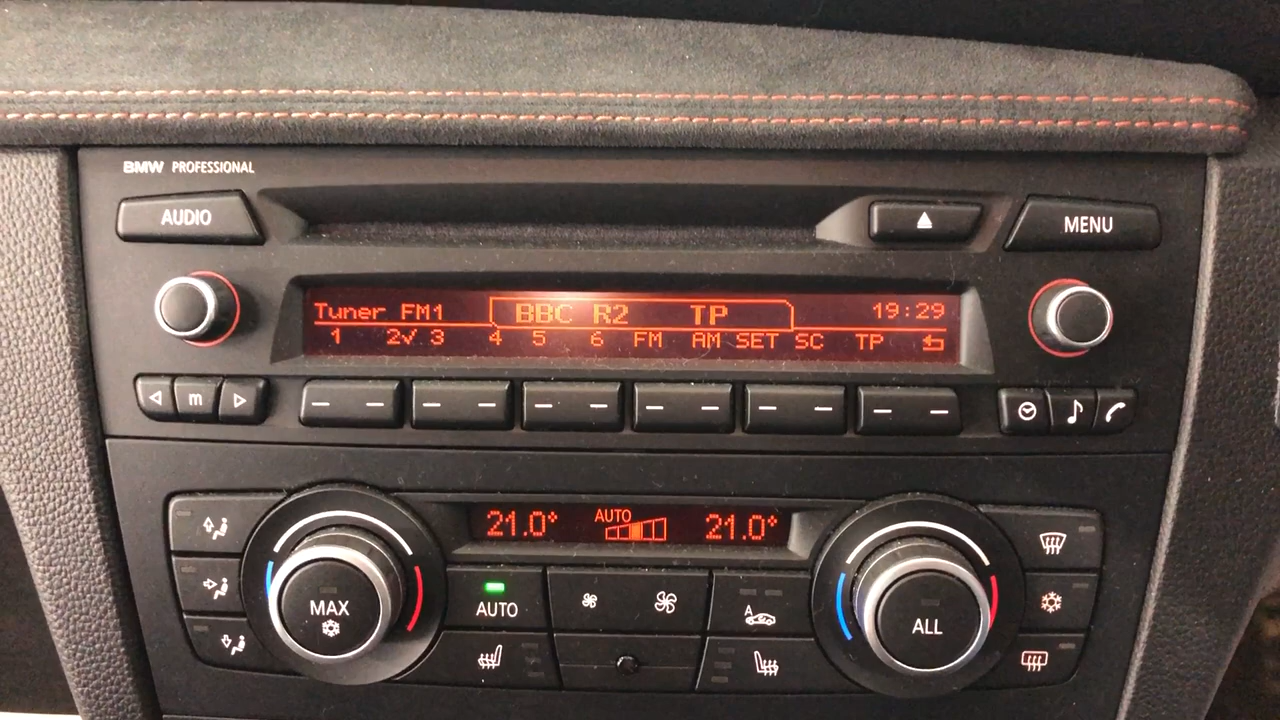 BMW PROFESSIONAL
AUDIO
MENU
Tuner FM1 BBC R2 TP 19:29
1 2✓ 3 4 5 6 FM AM SET SC TP
m
21.0° AUTO 21.0°
MAX
AUTO
A
ALL